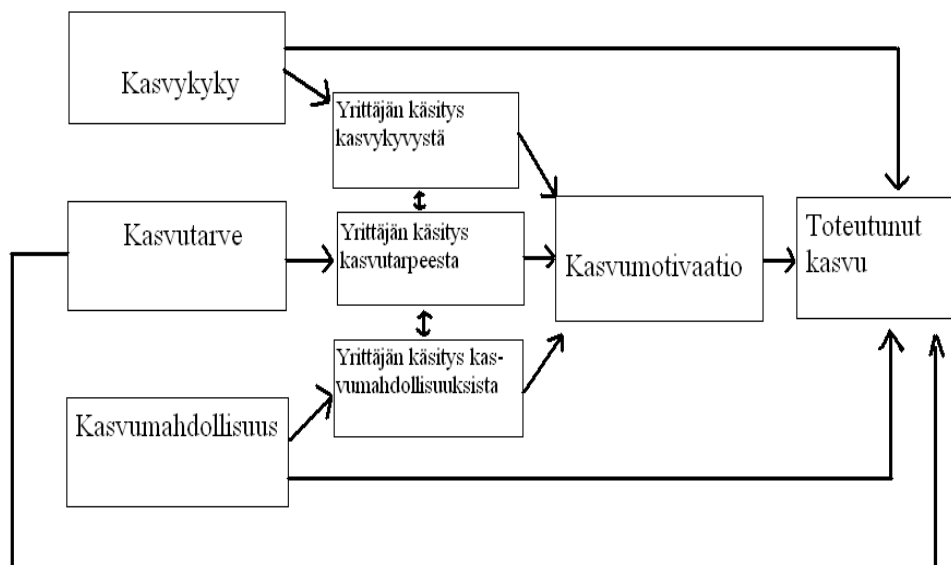 Kasvykyky
Yrittäjän käsitys
kasvykyvystä
Kasvutarve
Yrittäjän käsitys
kasvutarpeesta
Kasvumotivaatio
Toteutunut
kasvu
Yrittäjän käsitys kas-
vumahdollisuuksista
Kasvumahdollisuus